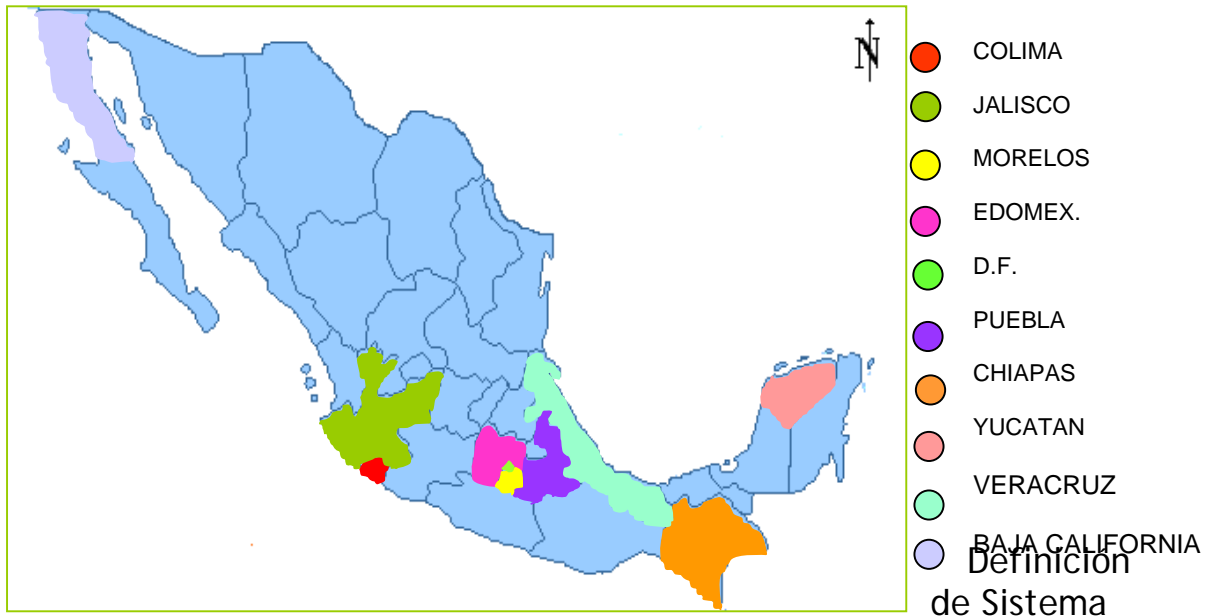 N
COLIMA
JALISCO
MORELOS
EDOMEX.
D.F.
PUEBLA
CHIAPAS
YUCATAN
VERACRUZ
BAJA CALIFORNIA
Definición
de Sistema